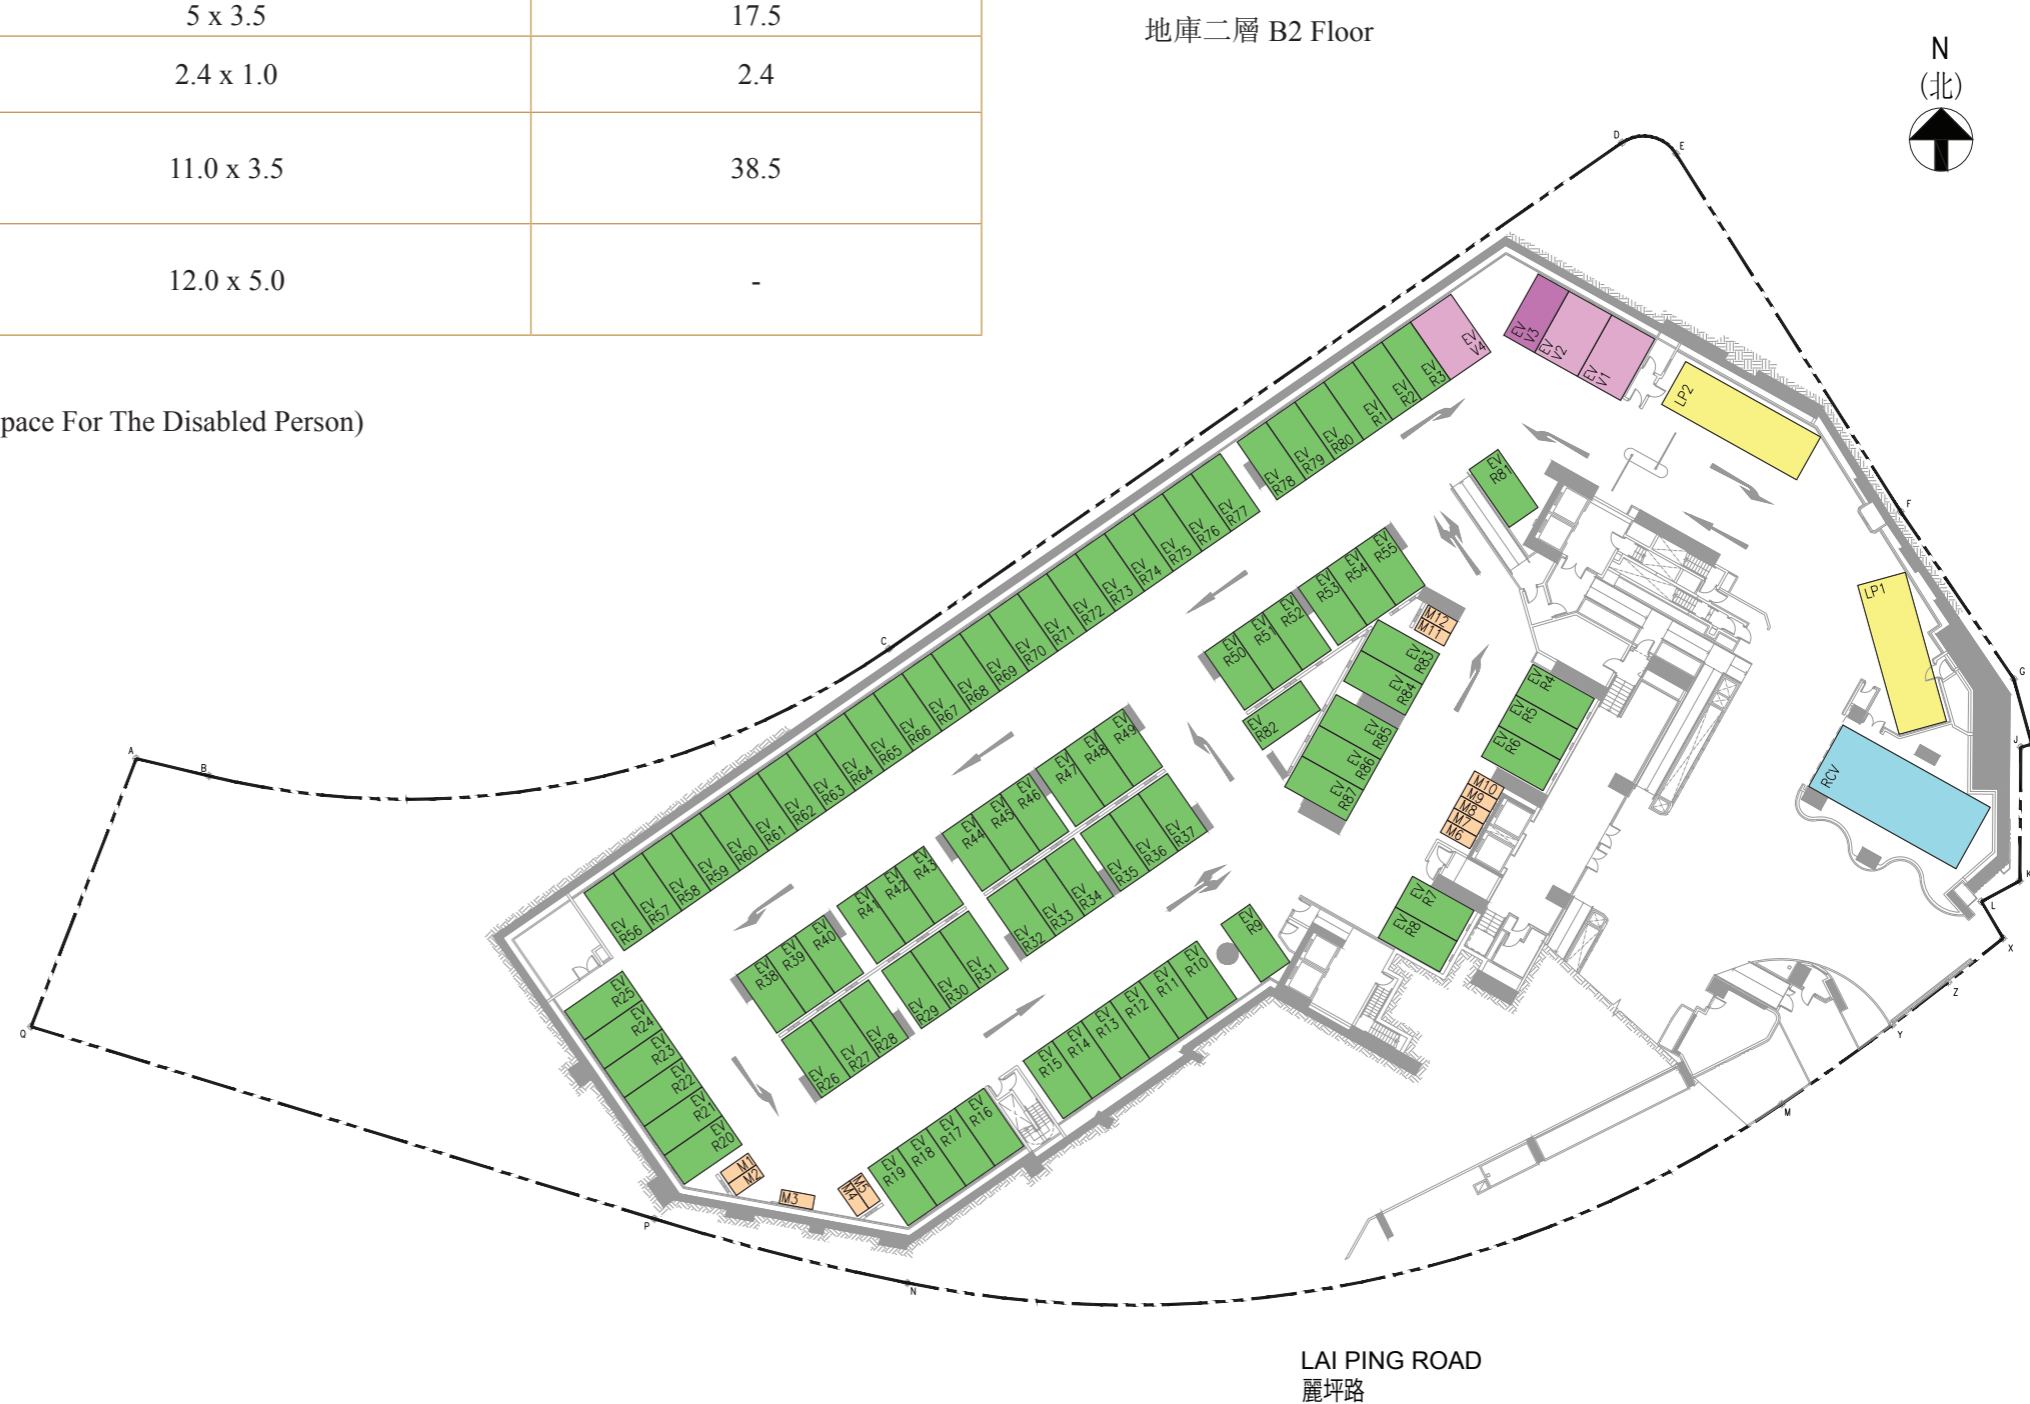 5 x 3.5 17.5
2.4 x 1.0 2.4
11.0 x 3.5 38.5
12.0 x 5.0 -
pace For The Disabled Person)
地庫二層 B2 Floor
N
(北)
D
E
F
G
J
K
L
X
Z
Y
M
N
P
Q
A
B
C
EV V4
EV V3
EV V2
EV V1
LP2
LP1
RCV
EV R3
EV R2
EV R1
EV R80
EV R79
EV R78
EV R77
EV R76
EV R75
EV R74
EV R73
EV R72
EV R71
EV R70
EV R69
EV R68
EV R67
EV R66
EV R65
EV R64
EV R63
EV R62
EV R61
EV R60
EV R59
EV R58
EV R57
EV R56
EV R81
EV R55
EV R54
EV R53
EV R52
EV R51
EV R50
EV R82
M12
M11
EV R83
EV R84
EV R85
EV R86
EV R87
EV R4
EV R5
EV R6
M10
M9
M8
M7
M6
EV R7
EV R8
EV R9
EV R49
EV R48
EV R47
EV R46
EV R45
EV R44
EV R43
EV R42
EV R41
EV R40
EV R39
EV R38
EV R37
EV R36
EV R35
EV R34
EV R33
EV R32
EV R31
EV R30
EV R29
EV R28
EV R27
EV R26
EV R25
EV R24
EV R23
EV R22
EV R21
EV R20
M1
M2
M3
M4
M5
EV R19
EV R18
EV R17
EV R16
EV R15
EV R14
EV R13
EV R12
EV R11
EV R10
LAI PING ROAD
麗坪路